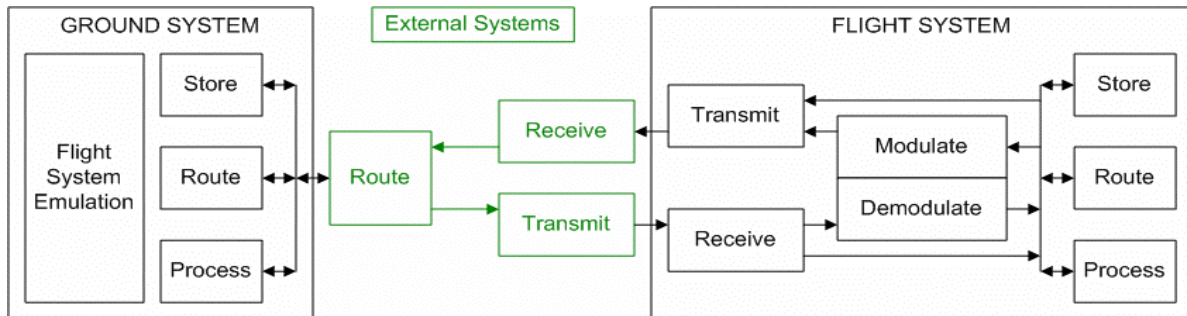 GROUND SYSTEM
Flight
System
Emulation
Store
Route
Process
External Systems
Route
Receive
Transmit
FLIGHT SYSTEM
Transmit
Receive
Modulate
Demodulate
Store
Route
Process